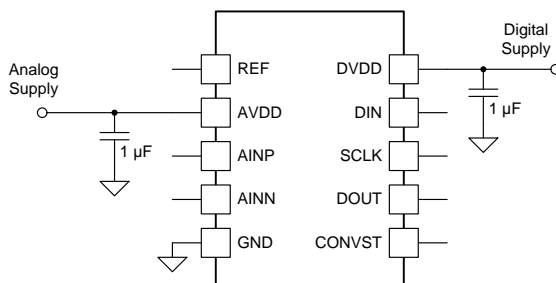 Analog
Supply
1 µF
REF
AVDD
AINP
AINN
GND
DVDD
DIN
SCLK
DOUT
CONVST
Digital
Supply
1 µF